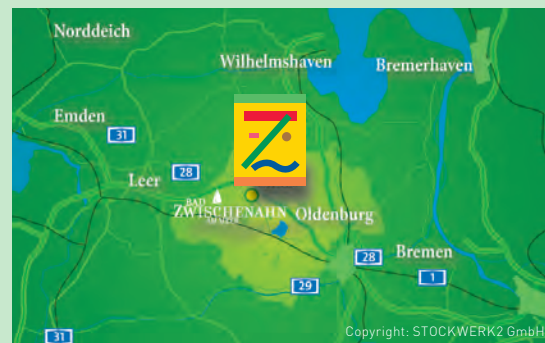 Norddeich
Wilhelmshaven
Bremerhaven
Emden
31
28
Leer
BAD
ZWISCHENAHN
Oldenburg
Bremen
28
1
29
Copyright: STOCKWERK2 GmbH
31